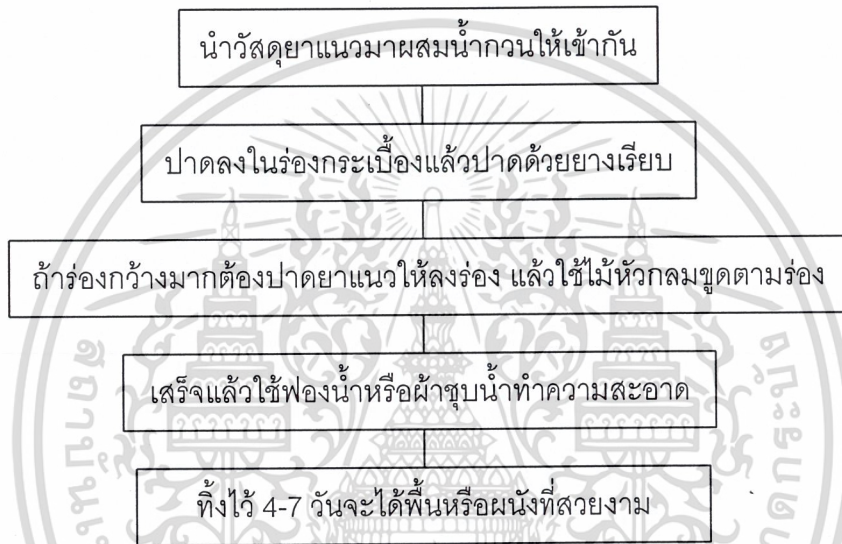 นำวัสดุยาแนวมาผสมน้ำกวนให้เข้ากัน
ปาดลงในร่องกระเบื้องแล้วปาดด้วยยางเรียบ
ถ้าร่องกว้างมากต้องปาดยาแนวให้ลงร่อง แล้วใช้ไม้หัวกลมขูดตามร่อง
เสร็จแล้วใช้ฟองน้ำหรือผ้าชุบน้ำทำความสะอาด
ทิ้งไว้ 4-7 วันจะได้พื้นหรือผนังที่สวยงาม